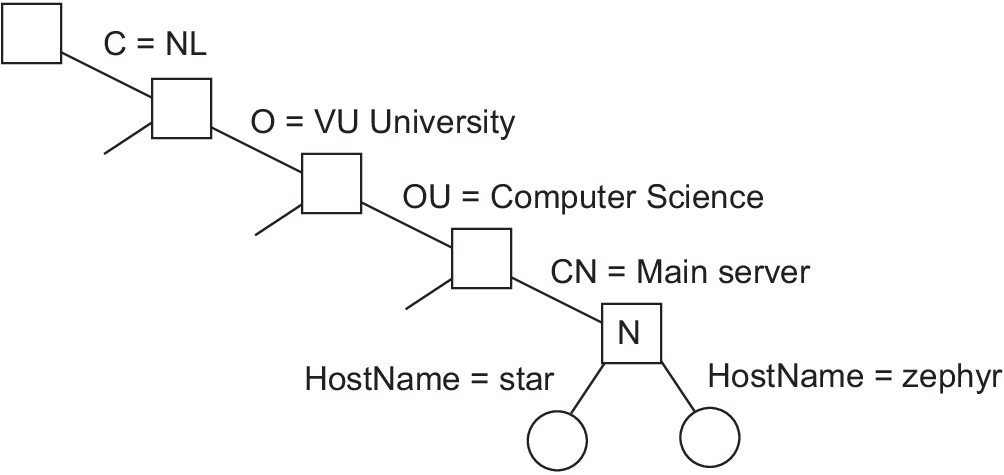 C = NL
O = VU University
OU = Computer Science
CN = Main server
N
HostName = star
HostName = zephyr